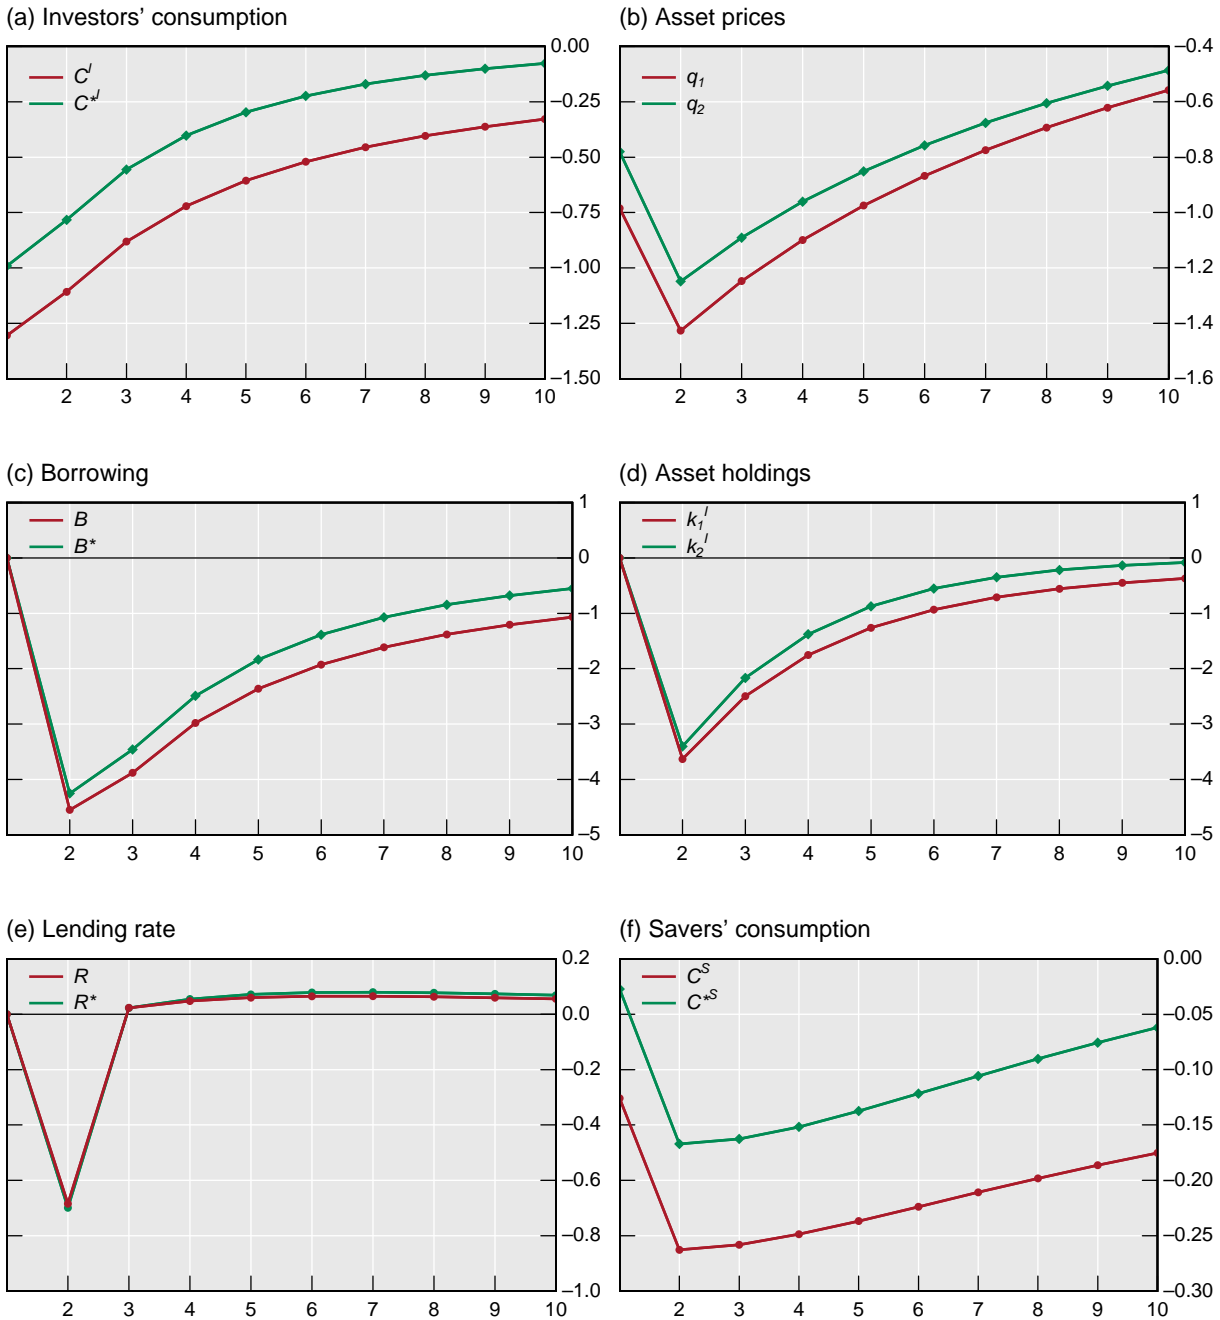 (a) Investors’ consumption
C^I
C*^I
0.00
–0.25
–0.50
–0.75
–1.00
–1.25
–1.50
2 3 4 5 6 7 8 9 10
(b) Asset prices
q₁
q₂
–0.4
–0.6
–0.8
–1.0
–1.2
–1.4
–1.6
2 3 4 5 6 7 8 9 10
(c) Borrowing
B
B*
1
0
–1
–2
–3
–4
–5
2 3 4 5 6 7 8 9 10
(d) Asset holdings
k₁^I
k₂^I
1
0
–1
–2
–3
–4
–5
2 3 4 5 6 7 8 9 10
(e) Lending rate
R
R*
0.2
0.0
–0.2
–0.4
–0.6
–0.8
–1.0
2 3 4 5 6 7 8 9 10
(f) Savers’ consumption
C^S
C*^S
0.00
–0.05
–0.10
–0.15
–0.20
–0.25
–0.30
2 3 4 5 6 7 8 9 10